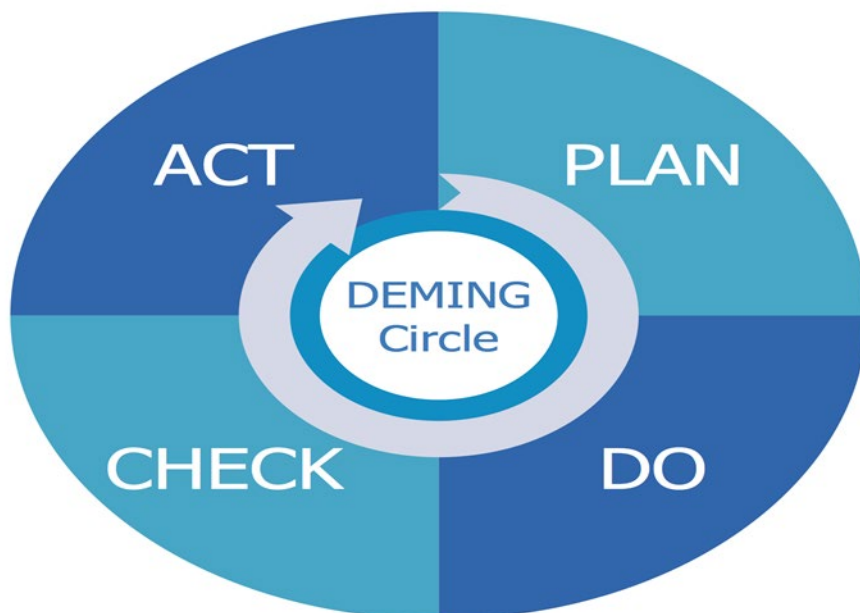 ACT
PLAN
DEMING
Circle
CHECK
DO